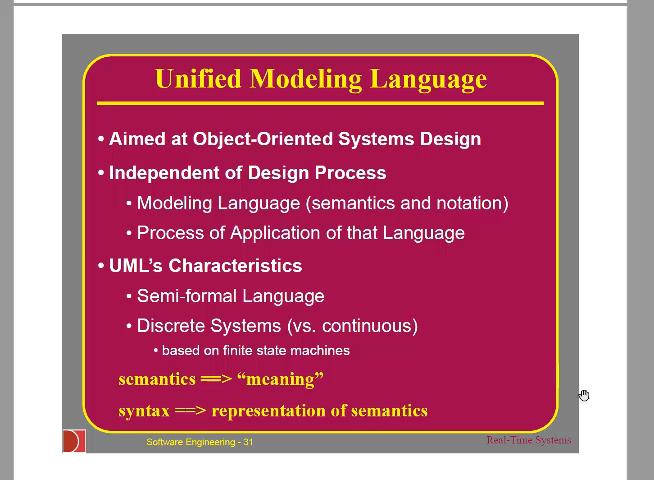 Unified Modeling Language
• Aimed at Object-Oriented Systems Design
• Independent of Design Process
• Modeling Language (semantics and notation)
• Process of Application of that Language
• UML's Characteristics
• Semi-formal Language
• Discrete Systems (vs. continuous)
• based on finite state machines
semantics ==> “meaning”
syntax ==> representation of semantics
Software Engineering - 31
Real-Time Systems